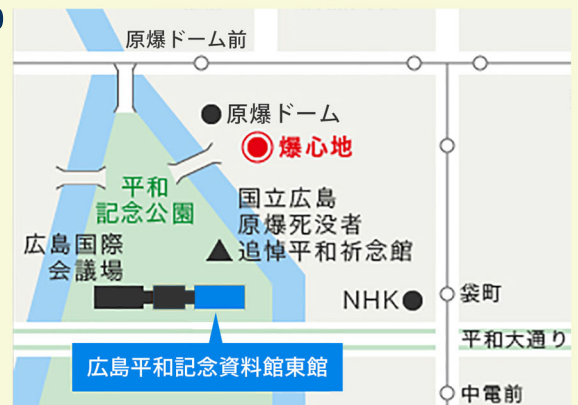 原爆ドーム前
原爆ドーム
爆心地
平和
記念公園
国立広島
原爆死没者
追悼平和祈念館
広島国際
会議場
NHK
袋町
平和大通り
広島平和記念資料館東館
中電前